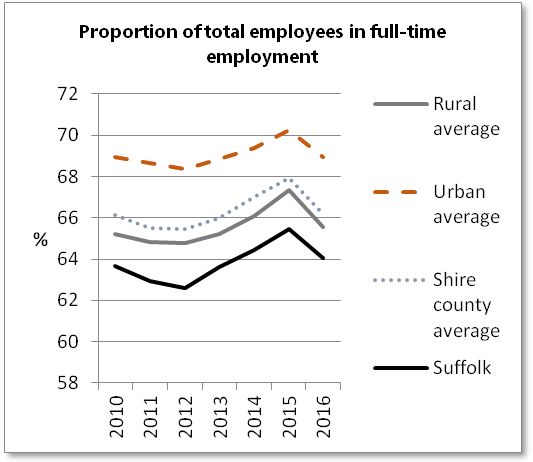 Proportion of total employees in full-time
employment
72
70
68
66
64
62
60
58
%
2010
2011
2012
2013
2014
2015
2016
Rural
average
Urban
average
Shire
county
average
Suffolk